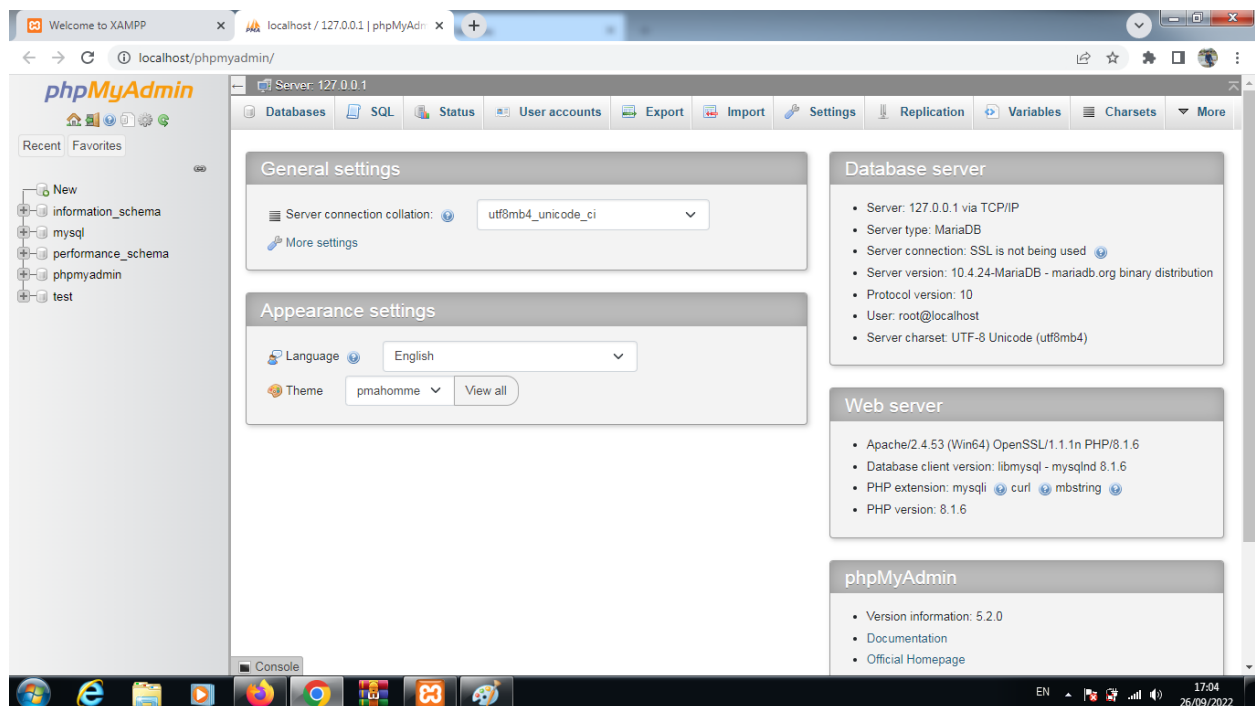 Welcome to XAMPP
localhost / 127.0.0.1 | phpMyAdm
localhost/phpmyadmin/
phpMyAdmin
Recent Favorites
New
information_schema
mysql
performance_schema
phpmyadmin
test
Server: 127.0.0.1
Databases SQL Status User accounts Export Import Settings Replication Variables Charsets More
General settings
Server connection collation: utf8mb4_unicode_ci
More settings
Appearance settings
Language English
Theme pmahomme View all
Database server
Server: 127.0.0.1 via TCP/IP
Server type: MariaDB
Server connection: SSL is not being used
Server version: 10.4.24-MariaDB - mariadb.org binary distribution
Protocol version: 10
User: root@localhost
Server charset: UTF-8 Unicode (utf8mb4)
Web server
Apache/2.4.53 (Win64) OpenSSL/1.1.1n PHP/8.1.6
Database client version: libmysql - mysqlnd 8.1.6
PHP extension: mysqli curl mbstring
PHP version: 8.1.6
phpMyAdmin
Version information: 5.2.0
Documentation
Official Homepage
Console
EN
17:04
26/09/2022